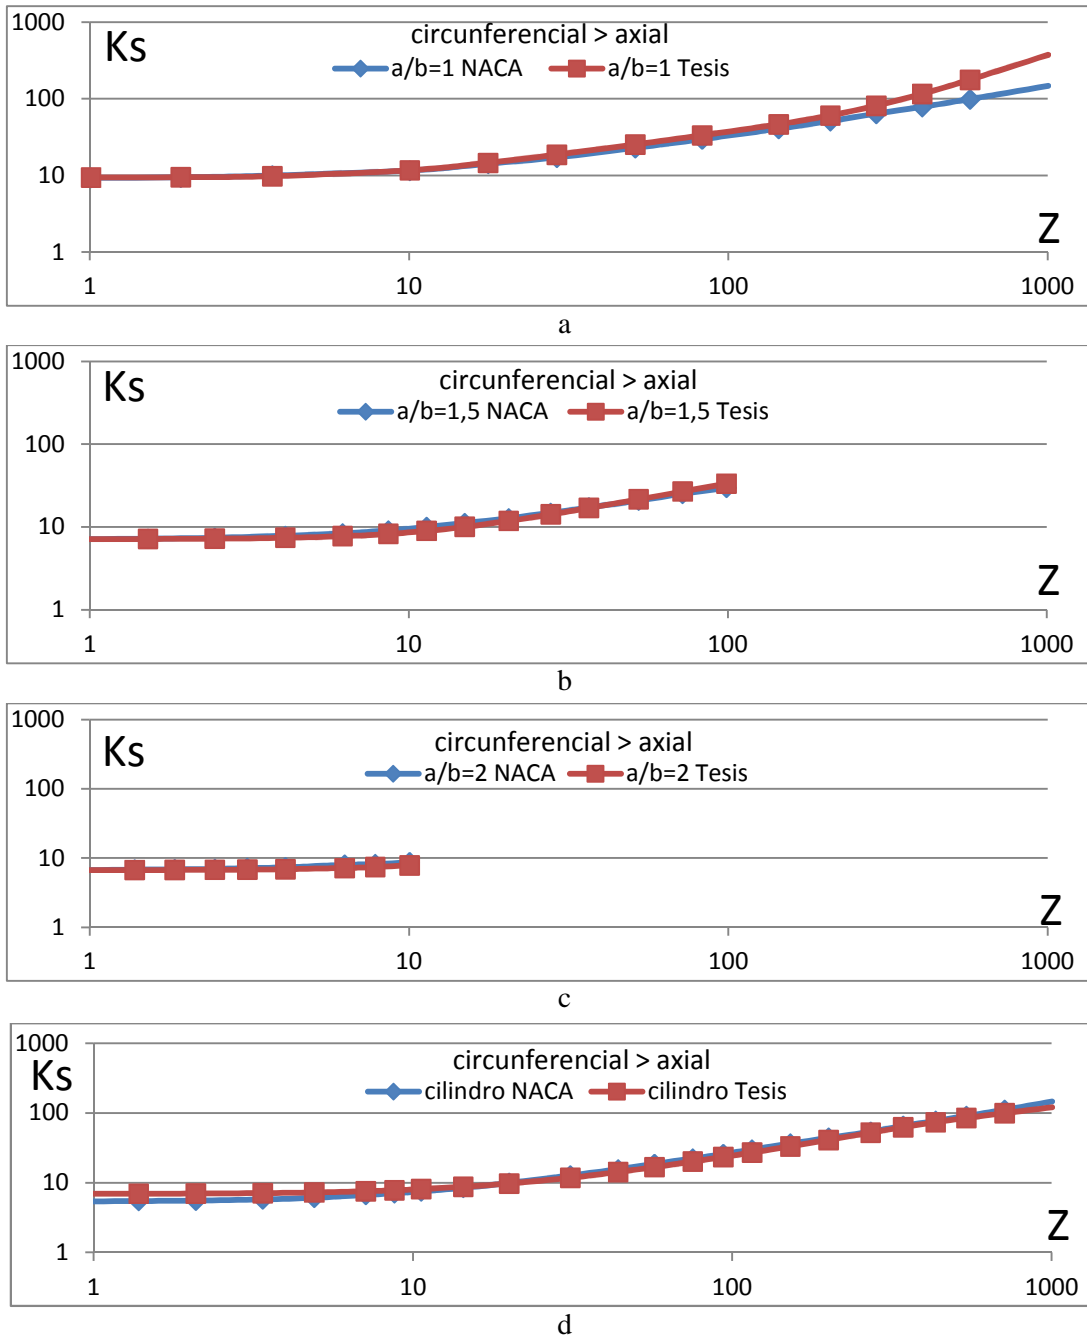 1000
Ks
circunferencial > axial
a/b=1 NACA a/b=1 Tesis
100
10
Z
1
1 10 100 1000
a
1000
Ks
circunferencial > axial
a/b=1,5 NACA a/b=1,5 Tesis
100
10
Z
1
1 10 100 1000
b
1000
Ks
circunferencial > axial
a/b=2 NACA a/b=2 Tesis
100
10
Z
1
1 10 100 1000
c
1000
Ks
circunferencial > axial
cilindro NACA cilindro Tesis
100
10
Z
1
1 10 100 1000
d